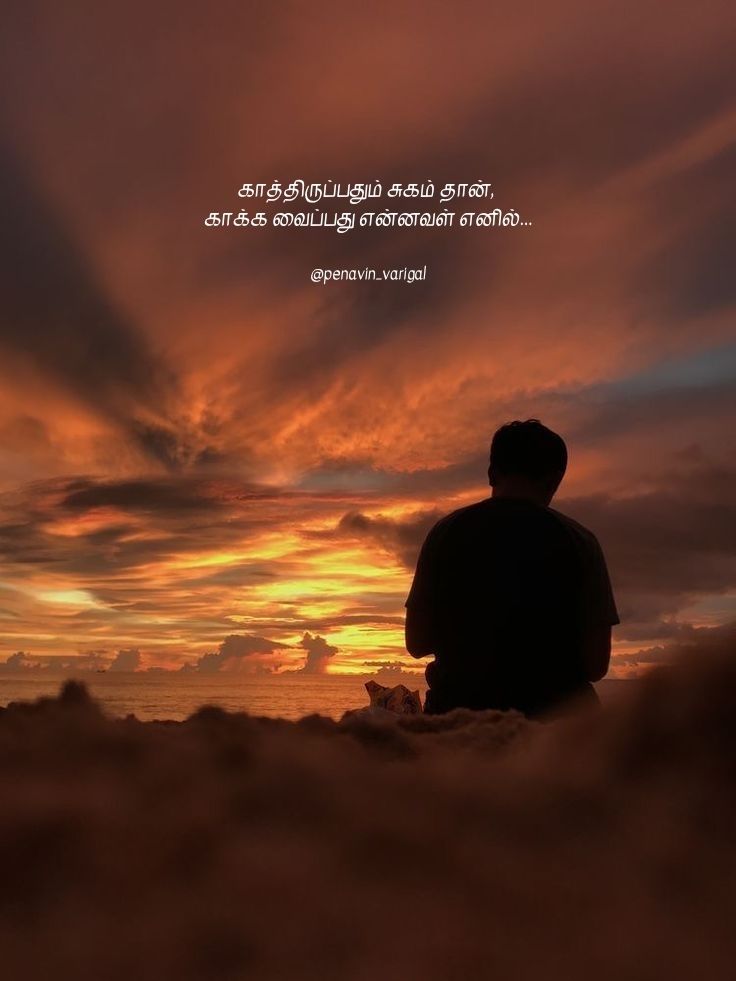 காத்திருப்பதும் சுகம் தான்,
காக்க வைப்பது என்னவள் எனில்...
@penavin_varigal